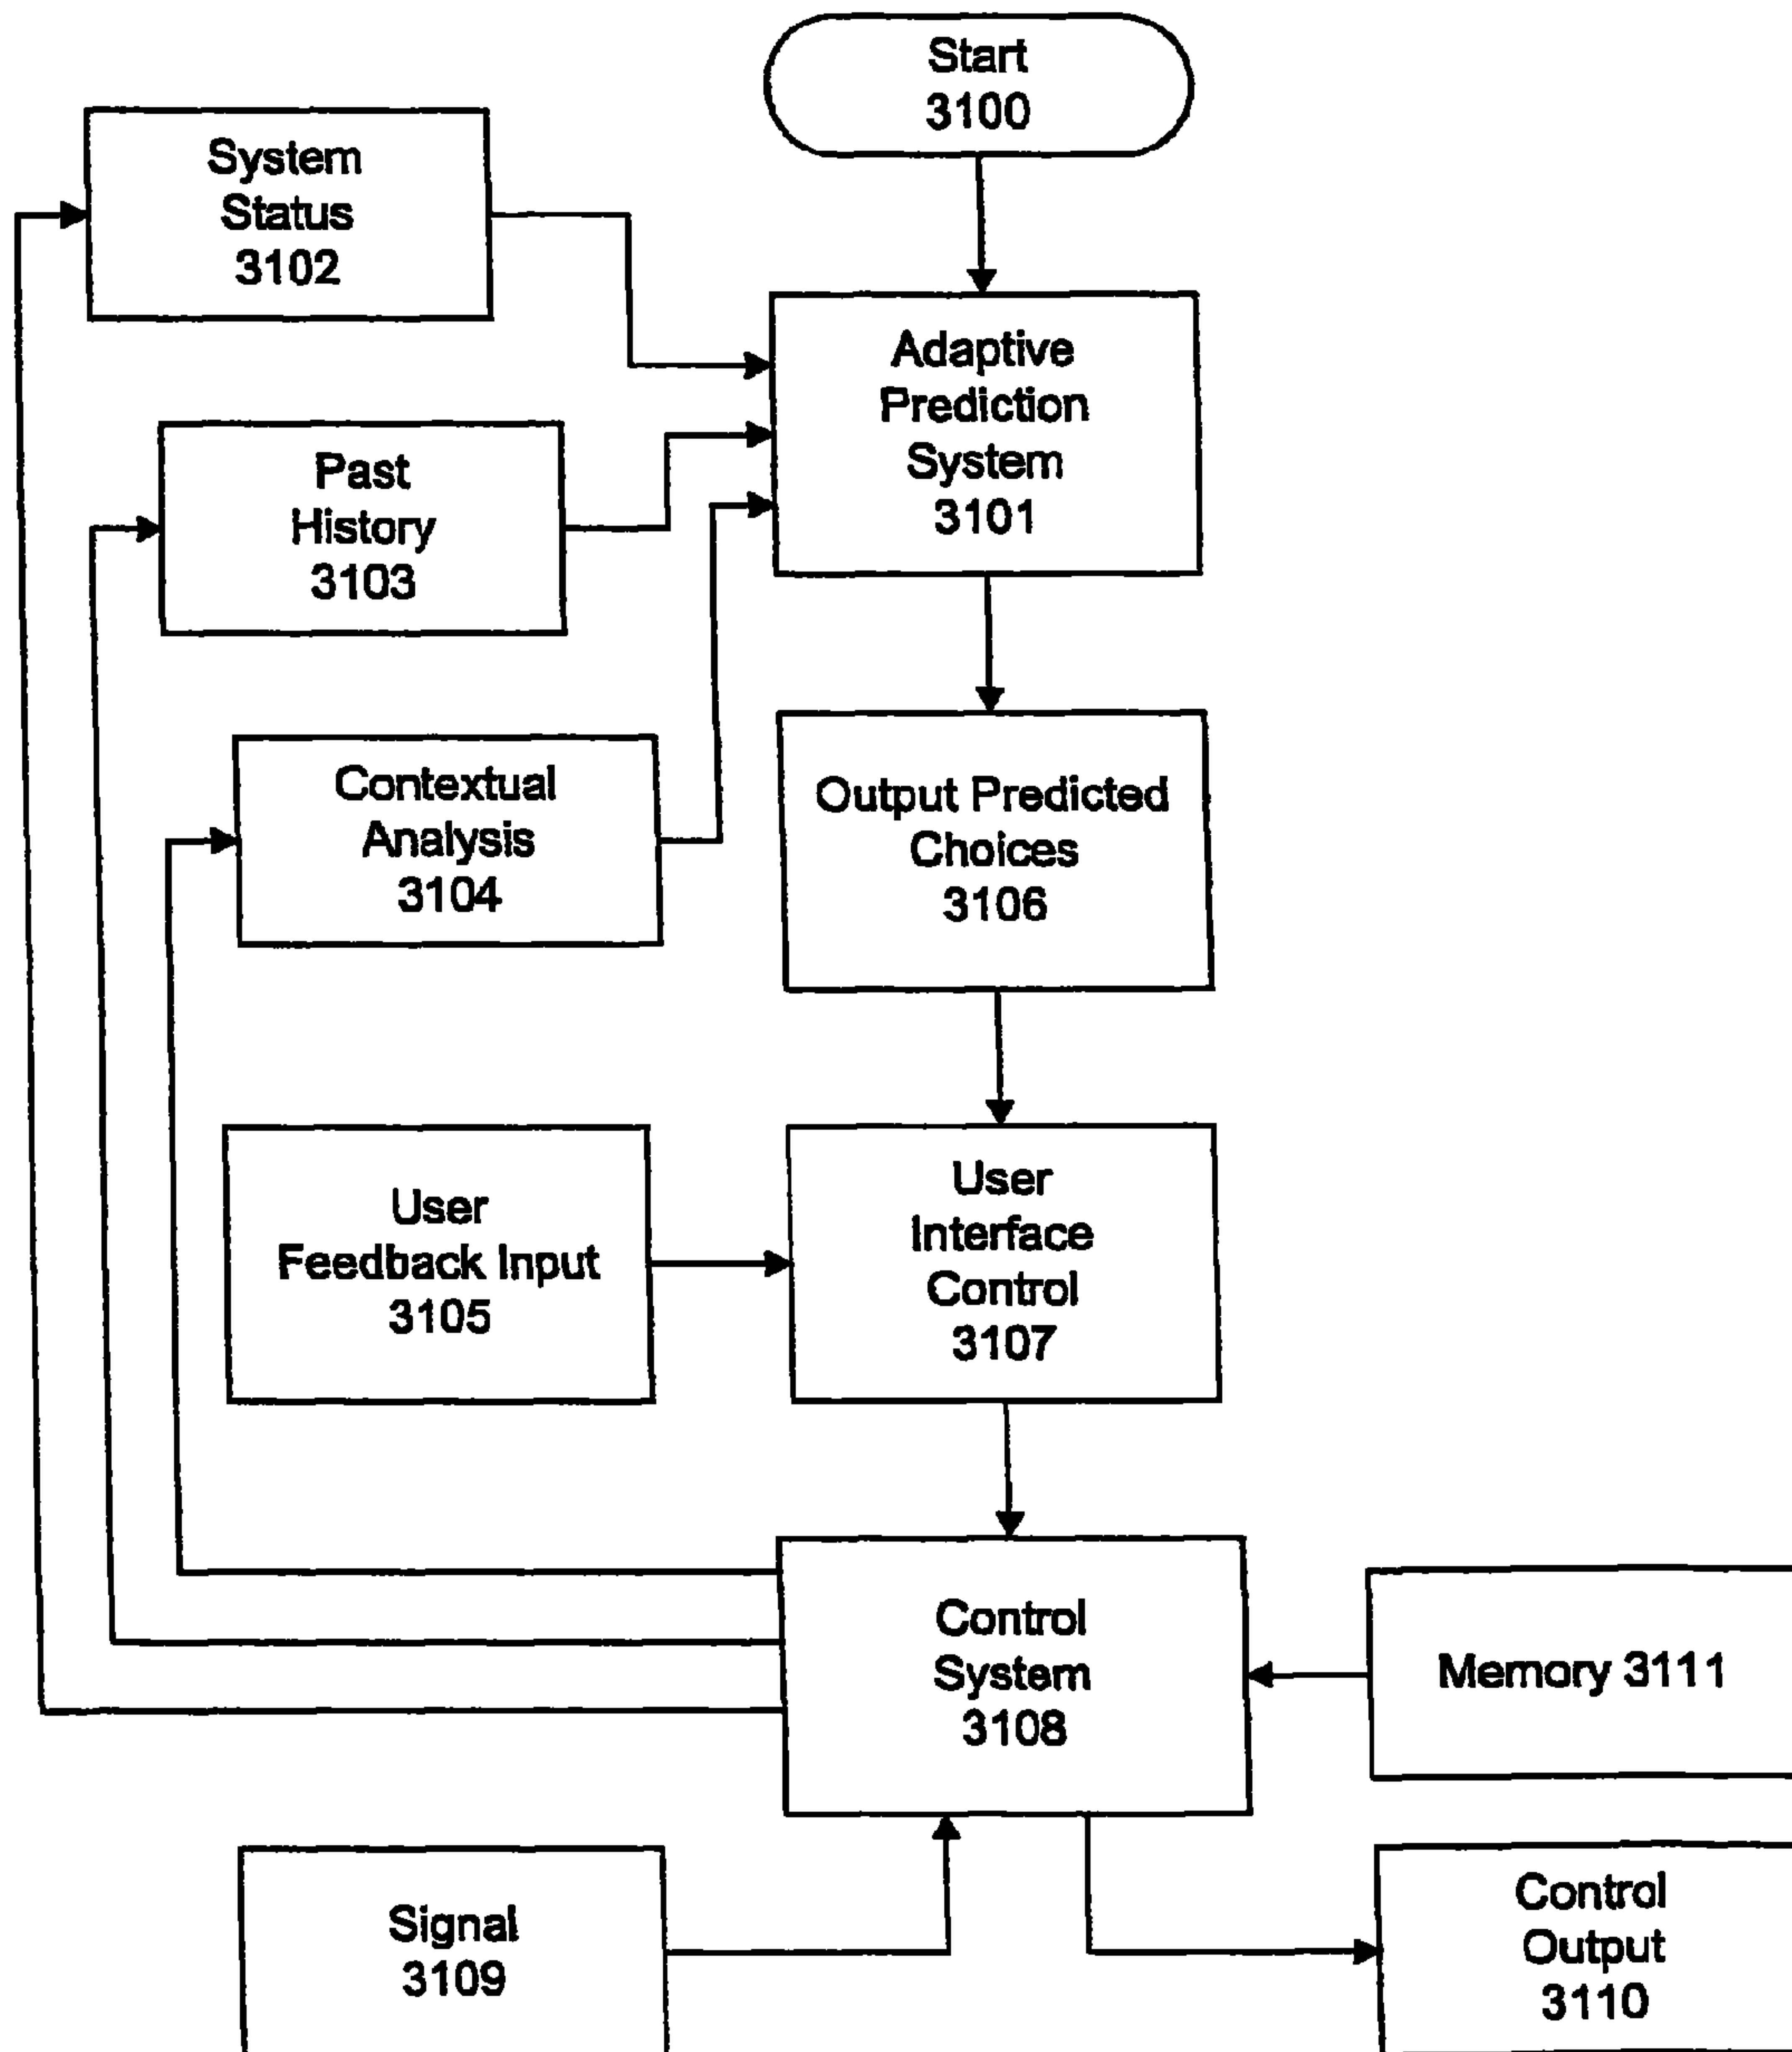 Start
3100
System
Status
3102
Adaptive
Prediction
System
3101
Past
History
3103
Contextual
Analysis
3104
Output Predicted
Choices
3106
User
Feedback Input
3105
User
Interface
Control
3107
Control
System
3108
Memory 3111
Signal
3109
Control
Output
3110